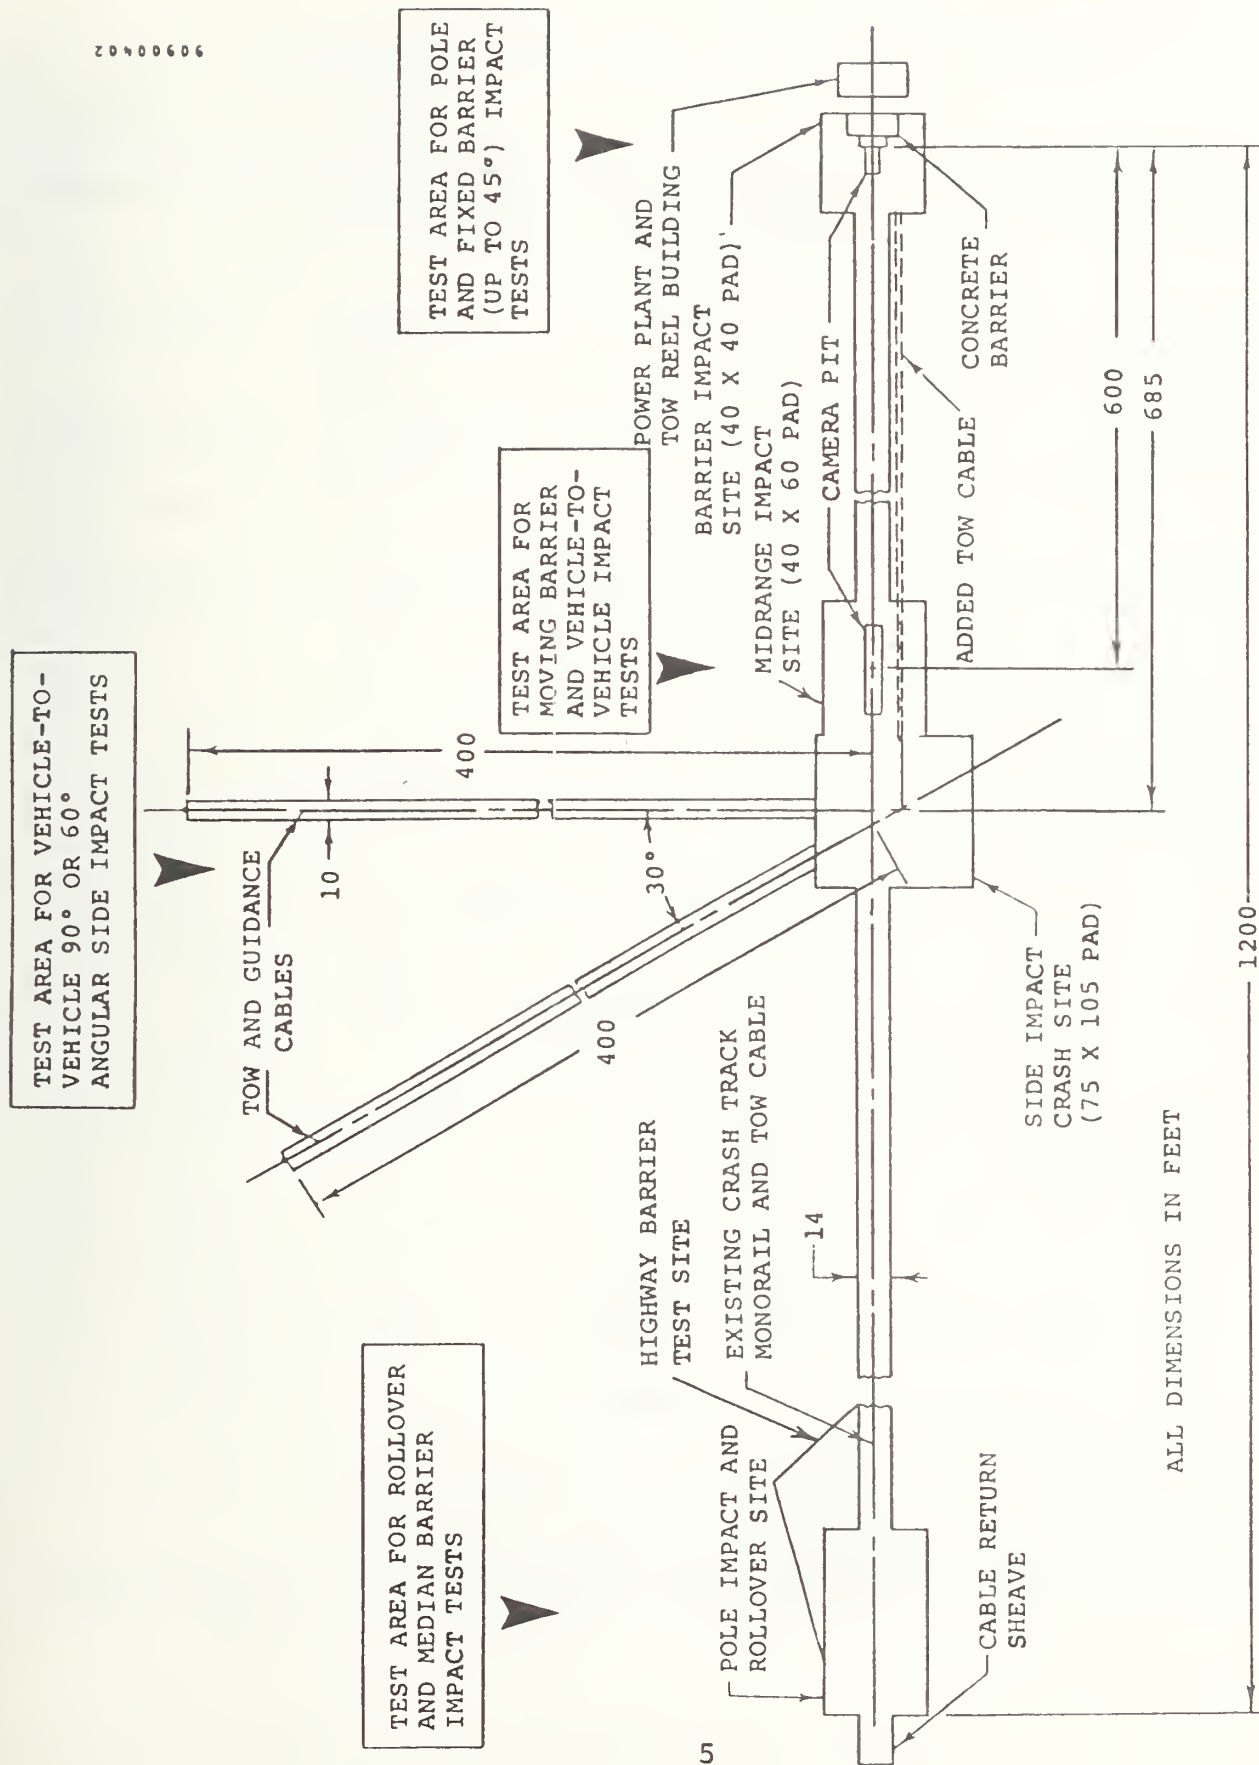 90900402
TEST AREA FOR POLE
AND FIXED BARRIER
(UP TO 45°) IMPACT
TESTS
TEST AREA FOR VEHICLE-TO-
VEHICLE 90° OR 60°
ANGULAR SIDE IMPACT TESTS
TEST AREA FOR
MOVING BARRIER
AND VEHICLE-TO-
VEHICLE IMPACT
TESTS
TEST AREA FOR ROLLOVER
AND MEDIAN BARRIER
IMPACT TESTS
POWER PLANT AND
TOW REEL BUILDING
BARRIER IMPACT
SITE (40 X 40 PAD)
MIDRANGE IMPACT
SITE (40 X 60 PAD)
CAMERA PIT
TOW AND GUIDANCE
CABLES
10
400
30°
400
HIGHWAY BARRIER
TEST SITE
POLE IMPACT AND
ROLLOVER SITE
EXISTING CRASH TRACK
MONORAIL AND TOW CABLE
14
CONCRETE
BARRIER
ADDED TOW CABLE
600
685
SIDE IMPACT
CRASH SITE
(75 X 105 PAD)
CABLE RETURN
SHEAVE
ALL DIMENSIONS IN FEET
1200
5